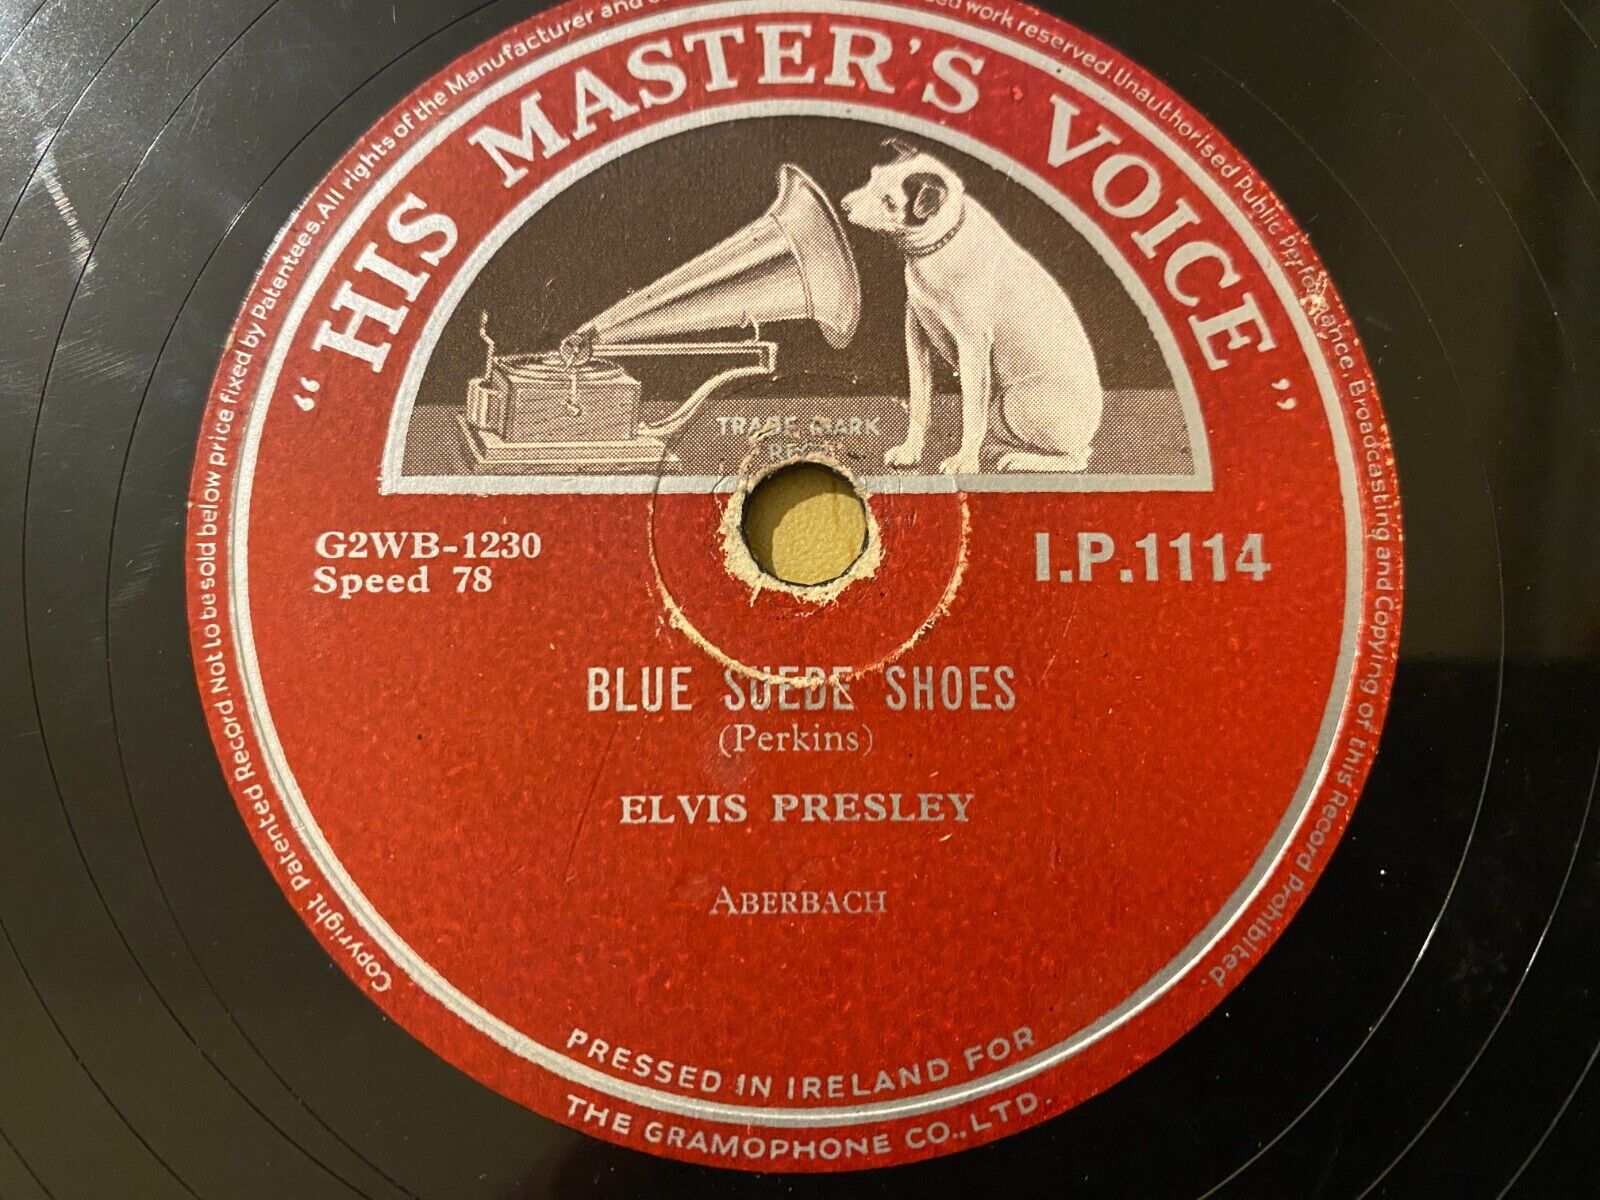 Copyright Patented Record. Not to be sold below price fixed by Patentees. All rights of the Manufacturer and work reserved. Unauthorised Public Performance, Broadcasting and Copying of this Record Prohibited.
"HIS MASTER'S VOICE"
TRADE MARK
G2WB-1230
Speed 78
I.P.1114
BLUE SUEDE SHOES
(Perkins)
ELVIS PRESLEY
ABERBACH
PRESSED IN IRELAND FOR
THE GRAMOPHONE CO., LTD.